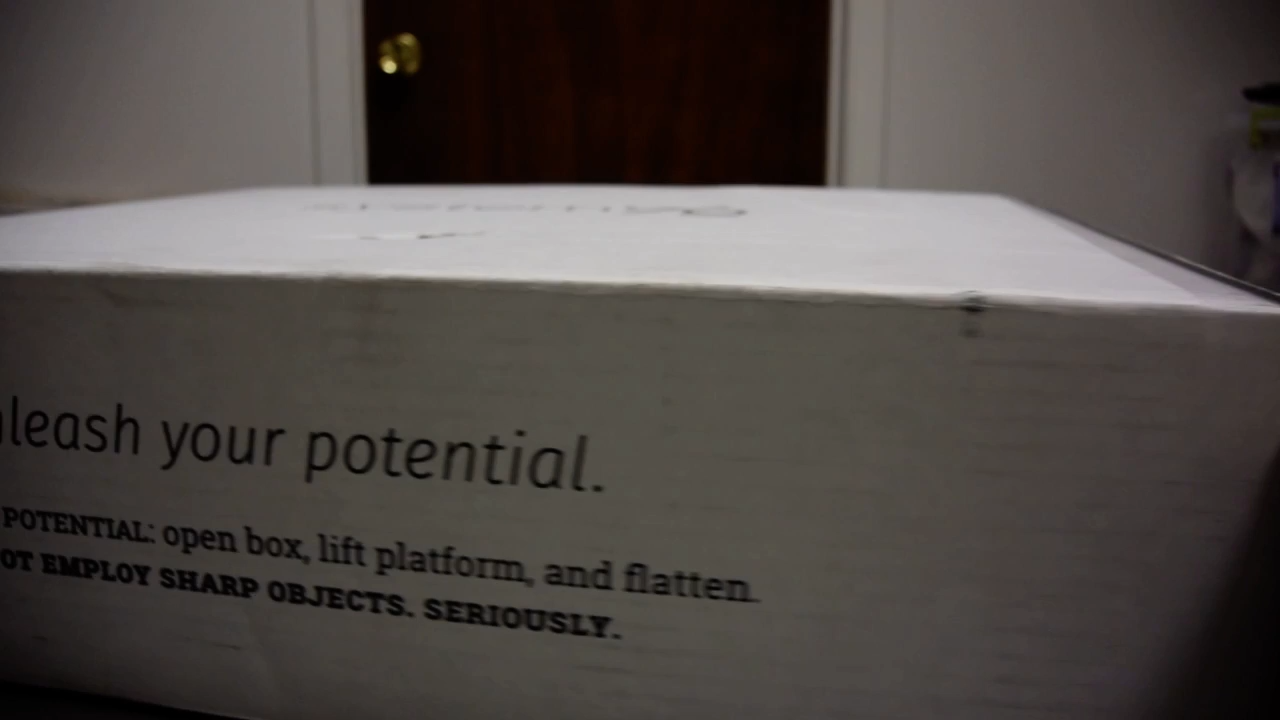 leash your potential.
POTENTIAL: open box, lift platform, and flatten.
OT EMPLOY SHARP OBJECTS. SERIOUSLY.